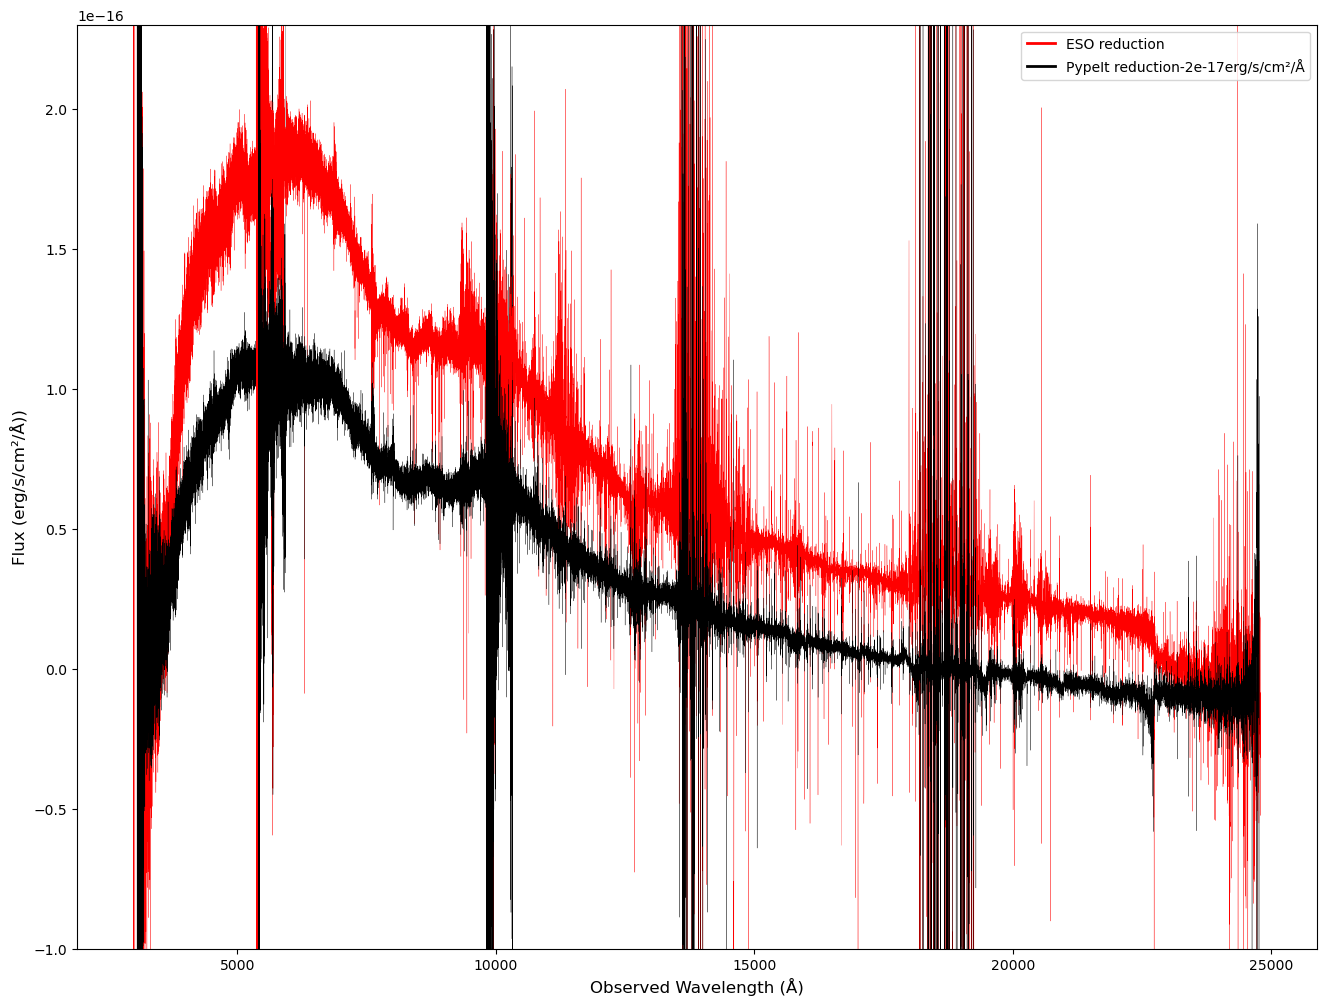 1e−16
ESO reduction
PypeIt reduction-2e-17erg/s/cm²/Å
2.0
1.5
1.0
0.5
0.0
−0.5
−1.0
Flux (erg/s/cm²/Å))
5000
10000
15000
20000
25000
Observed Wavelength (Å)